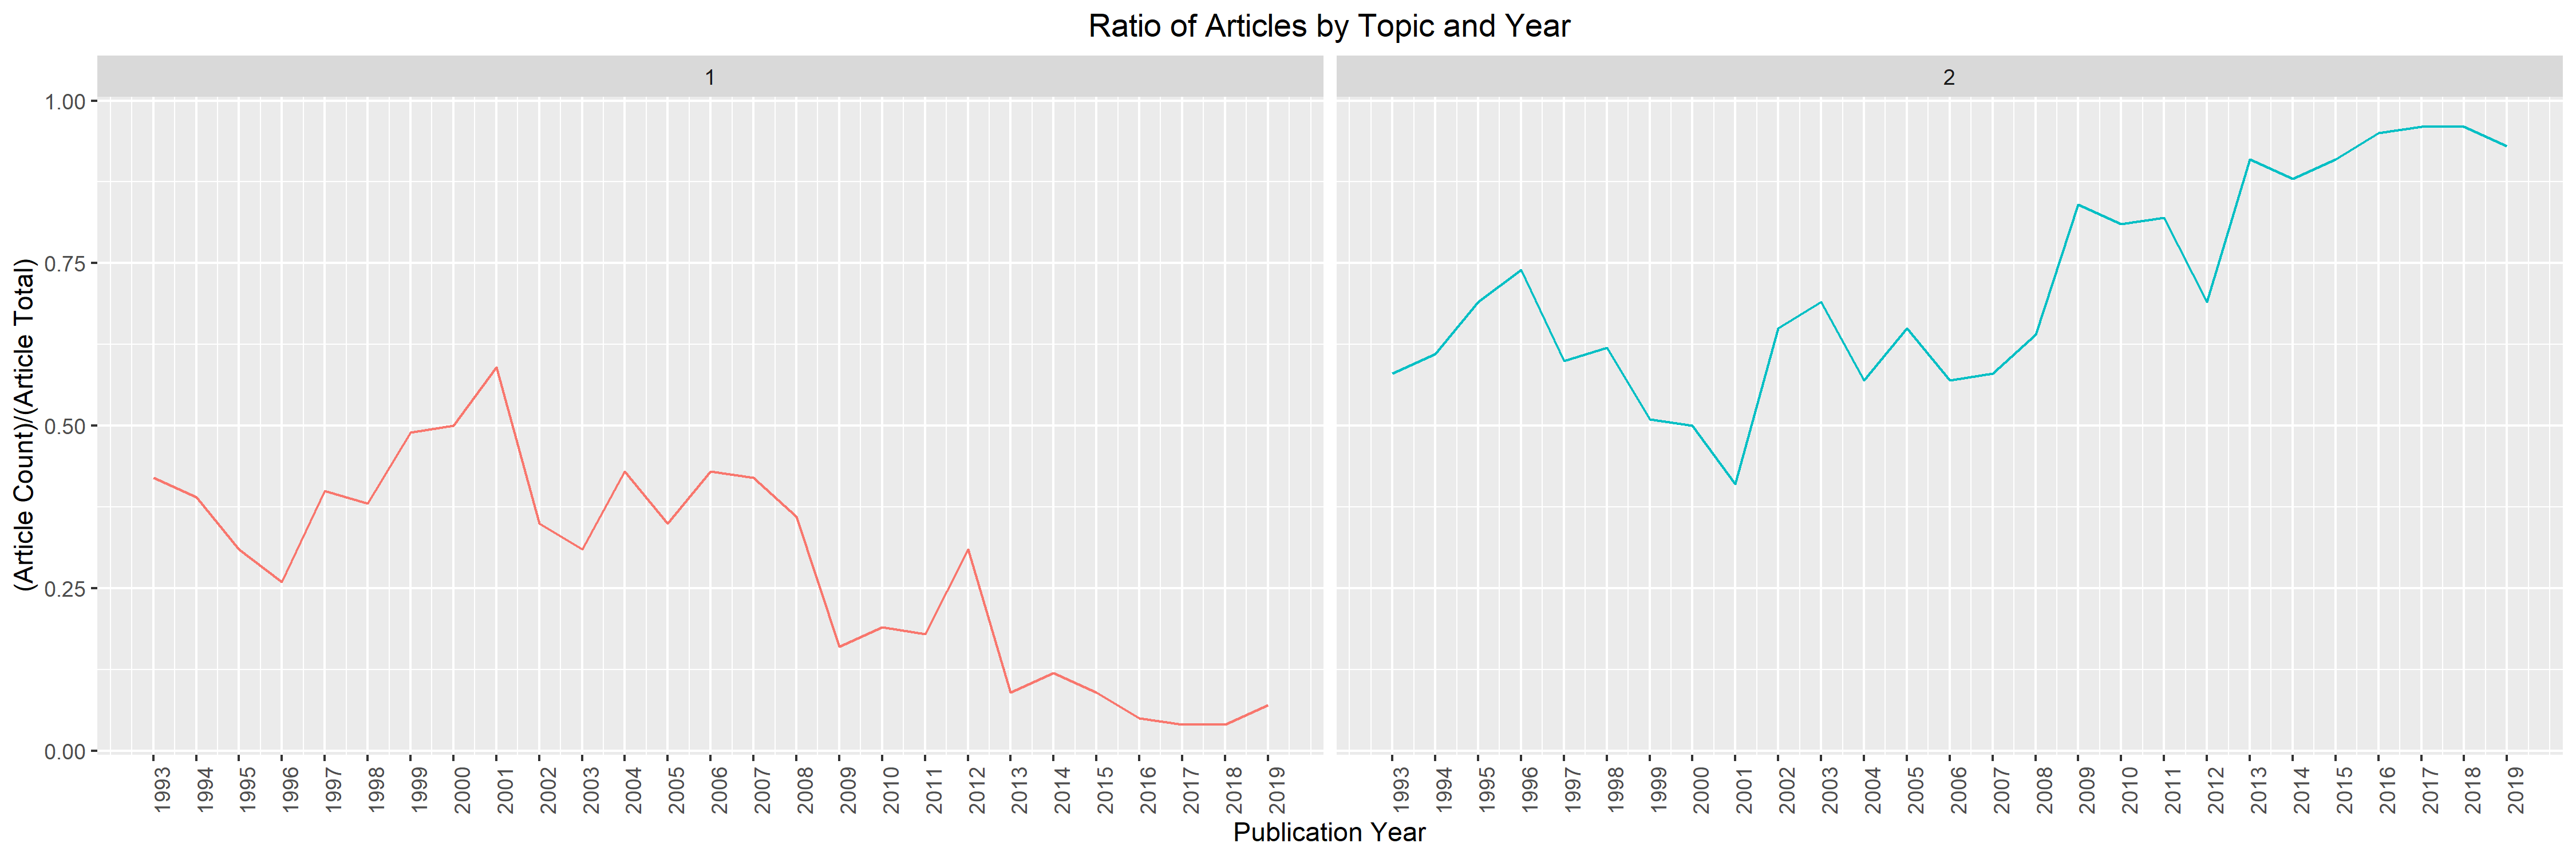 Ratio of Articles by Topic and Year
1
2
(Article Count)/(Article Total)
1.00
0.75
0.50
0.25
0.00
1993 1994 1995 1996 1997 1998 1999 2000 2001 2002 2003 2004 2005 2006 2007 2008 2009 2010 2011 2012 2013 2014 2015 2016 2017 2018 2019
1993 1994 1995 1996 1997 1998 1999 2000 2001 2002 2003 2004 2005 2006 2007 2008 2009 2010 2011 2012 2013 2014 2015 2016 2017 2018 2019
Publication Year